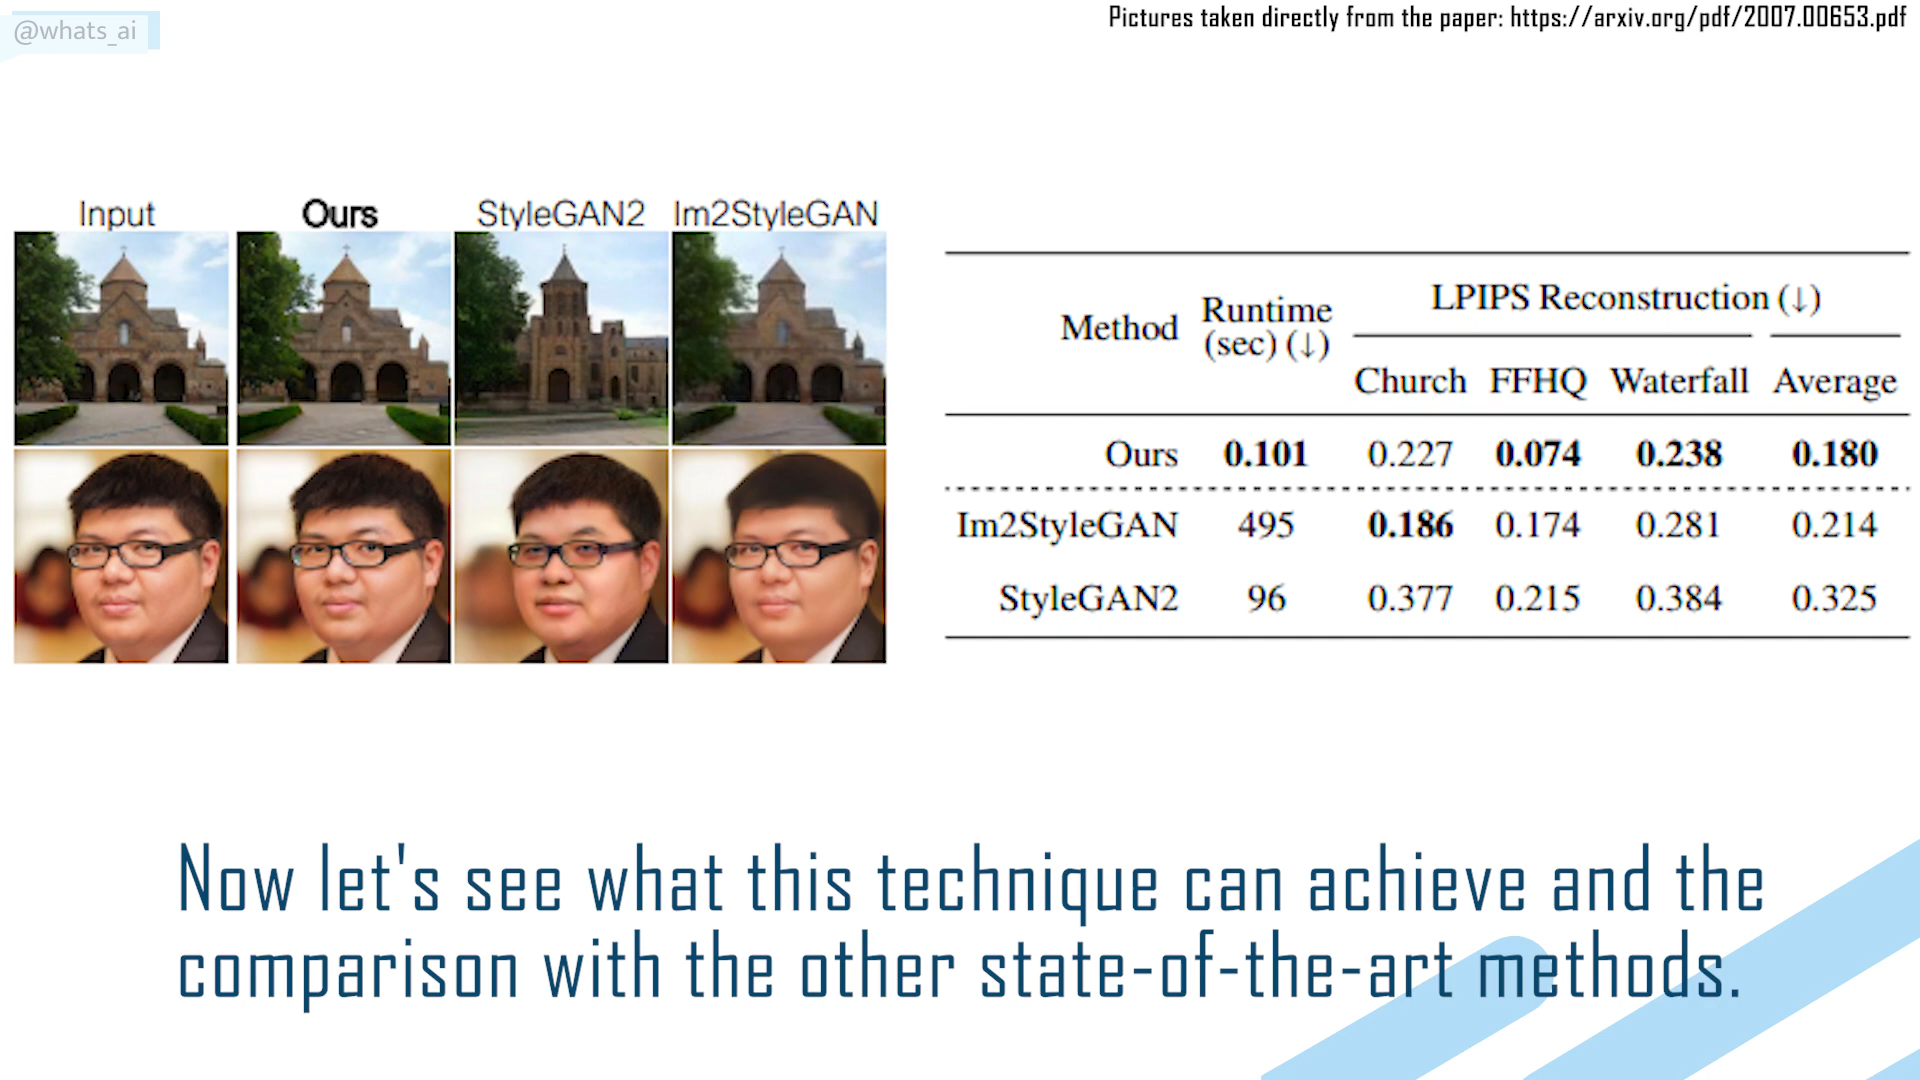 @whats_ai
Pictures taken directly from the paper: https://arxiv.org/pdf/2007.00653.pdf
Input Ours StyleGAN2 Im2StyleGAN
Method Runtime (sec) (↓) LPIPS Reconstruction (↓)
Church FFHQ Waterfall Average
Ours 0.101 0.227 0.074 0.238 0.180
Im2StyleGAN 495 0.186 0.174 0.281 0.214
StyleGAN2 96 0.377 0.215 0.384 0.325
Now let's see what this technique can achieve and the
comparison with the other state-of-the-art methods.